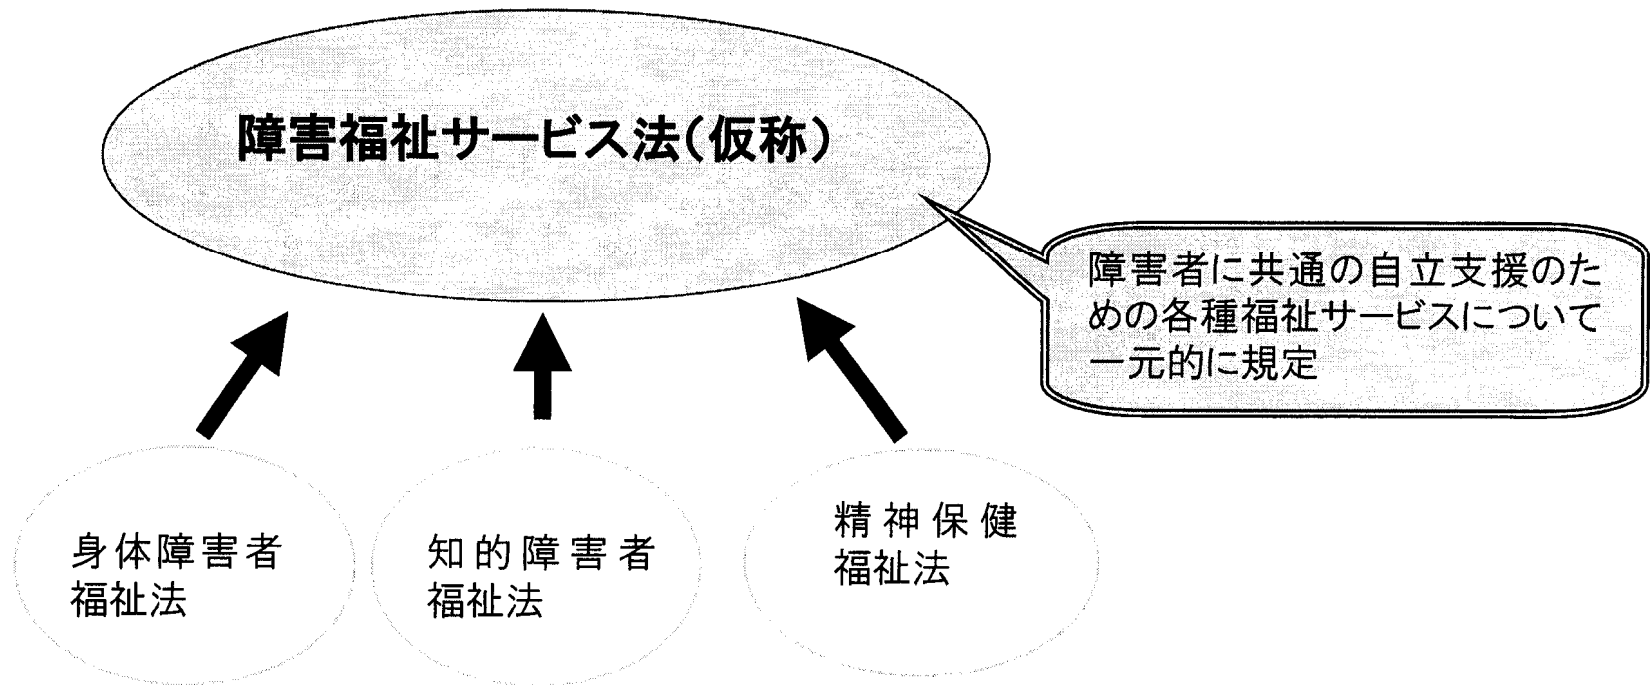 障害福祉サービス法（仮称）
障害者に共通の自立支援のた
めの各種福祉サービスについて
一元的に規定
身体障害者
福祉法
知的障害者
福祉法
精神保健
福祉法